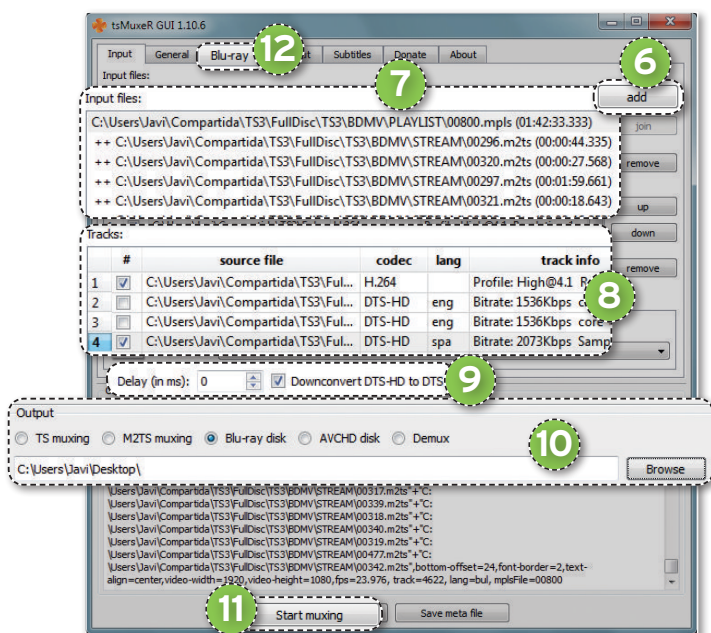 tsMuxeR GUI 1.10.6
Input General Blu-ray 12 t Subtitles Donate About
Input files:
7
6
Input files:
add
C:\Users\Javi\Compartida\TS3\FullDisc\TS3\BDMV\PLAYLIST\00800.mpls (01:42:33.333)
join
++ C:\Users\Javi\Compartida\TS3\FullDisc\TS3\BDMV\STREAM\00296.m2ts (00:00:44.335)
++ C:\Users\Javi\Compartida\TS3\FullDisc\TS3\BDMV\STREAM\00320.m2ts (00:00:27.568)
remove
++ C:\Users\Javi\Compartida\TS3\FullDisc\TS3\BDMV\STREAM\00297.m2ts (00:01:59.661)
++ C:\Users\Javi\Compartida\TS3\FullDisc\TS3\BDMV\STREAM\00321.m2ts (00:00:18.643)
up
Tracks:
down
# source file codec lang track info
remove
1 C:\Users\Javi\Compartida\TS3\Ful... H.264 Profile: High@4.1
8
2 C:\Users\Javi\Compartida\TS3\Ful... DTS-HD eng Bitrate: 1536Kbps
3 C:\Users\Javi\Compartida\TS3\Ful... DTS-HD eng Bitrate: 1536Kbps core
4 C:\Users\Javi\Compartida\TS3\Ful... DTS-HD spa Bitrate: 2073Kbps Samp
Delay (in ms): 0 Downconvert DTS-HD to DTS
9
Output
TS muxing M2TS muxing Blu-ray disk AVCHD disk Demux
10
C:\Users\Javi\Desktop\ Browse
\Users\Javi\Compartida\TS3\FullDisc\TS3\BDMV\STREAM\00317.m2ts"+"C:
\Users\Javi\Compartida\TS3\FullDisc\TS3\BDMV\STREAM\00339.m2ts"+"C:
\Users\Javi\Compartida\TS3\FullDisc\TS3\BDMV\STREAM\00318.m2ts"+"C:
\Users\Javi\Compartida\TS3\FullDisc\TS3\BDMV\STREAM\00340.m2ts"+"C:
\Users\Javi\Compartida\TS3\FullDisc\TS3\BDMV\STREAM\00319.m2ts"+"C:
\Users\Javi\Compartida\TS3\FullDisc\TS3\BDMV\STREAM\00477.m2ts"+"C:
\Users\Javi\Compartida\TS3\FullDisc\TS3\BDMV\STREAM\00342.m2ts",bottom-offset=24,font-border=2,text-
align=center,video-width=1920,video-height=1080,fps=23.976, track=4622, lang=bul, mplsFile=00800
11
Start muxing Save meta file